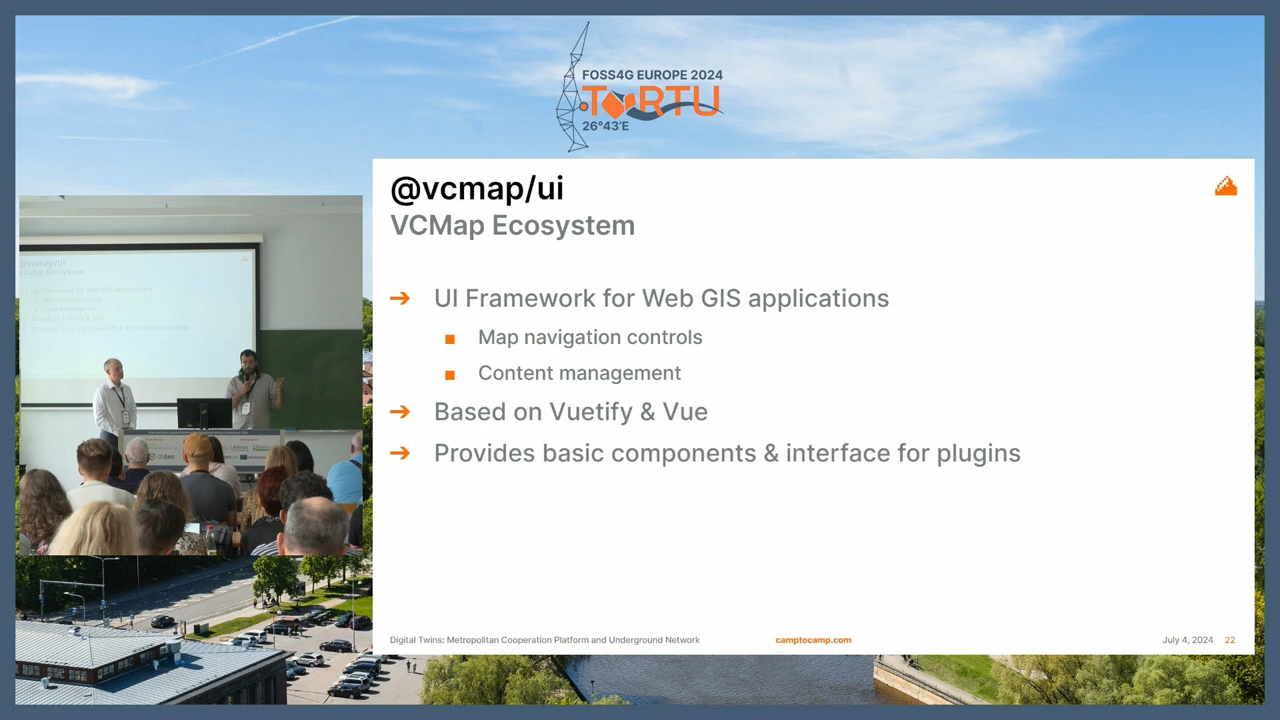 FOSS4G EUROPE 2024
TARTU
26°43'E
@vcmap/ui
VCMap Ecosystem
➔ UI Framework for Web GIS applications
■ Map navigation controls
■ Content management
➔ Based on Vuetify & Vue
➔ Provides basic components & interface for plugins
Digital Twins: Metropolitan Cooperation Platform and Underground Network
camptocamp.com
July 4, 2024 22